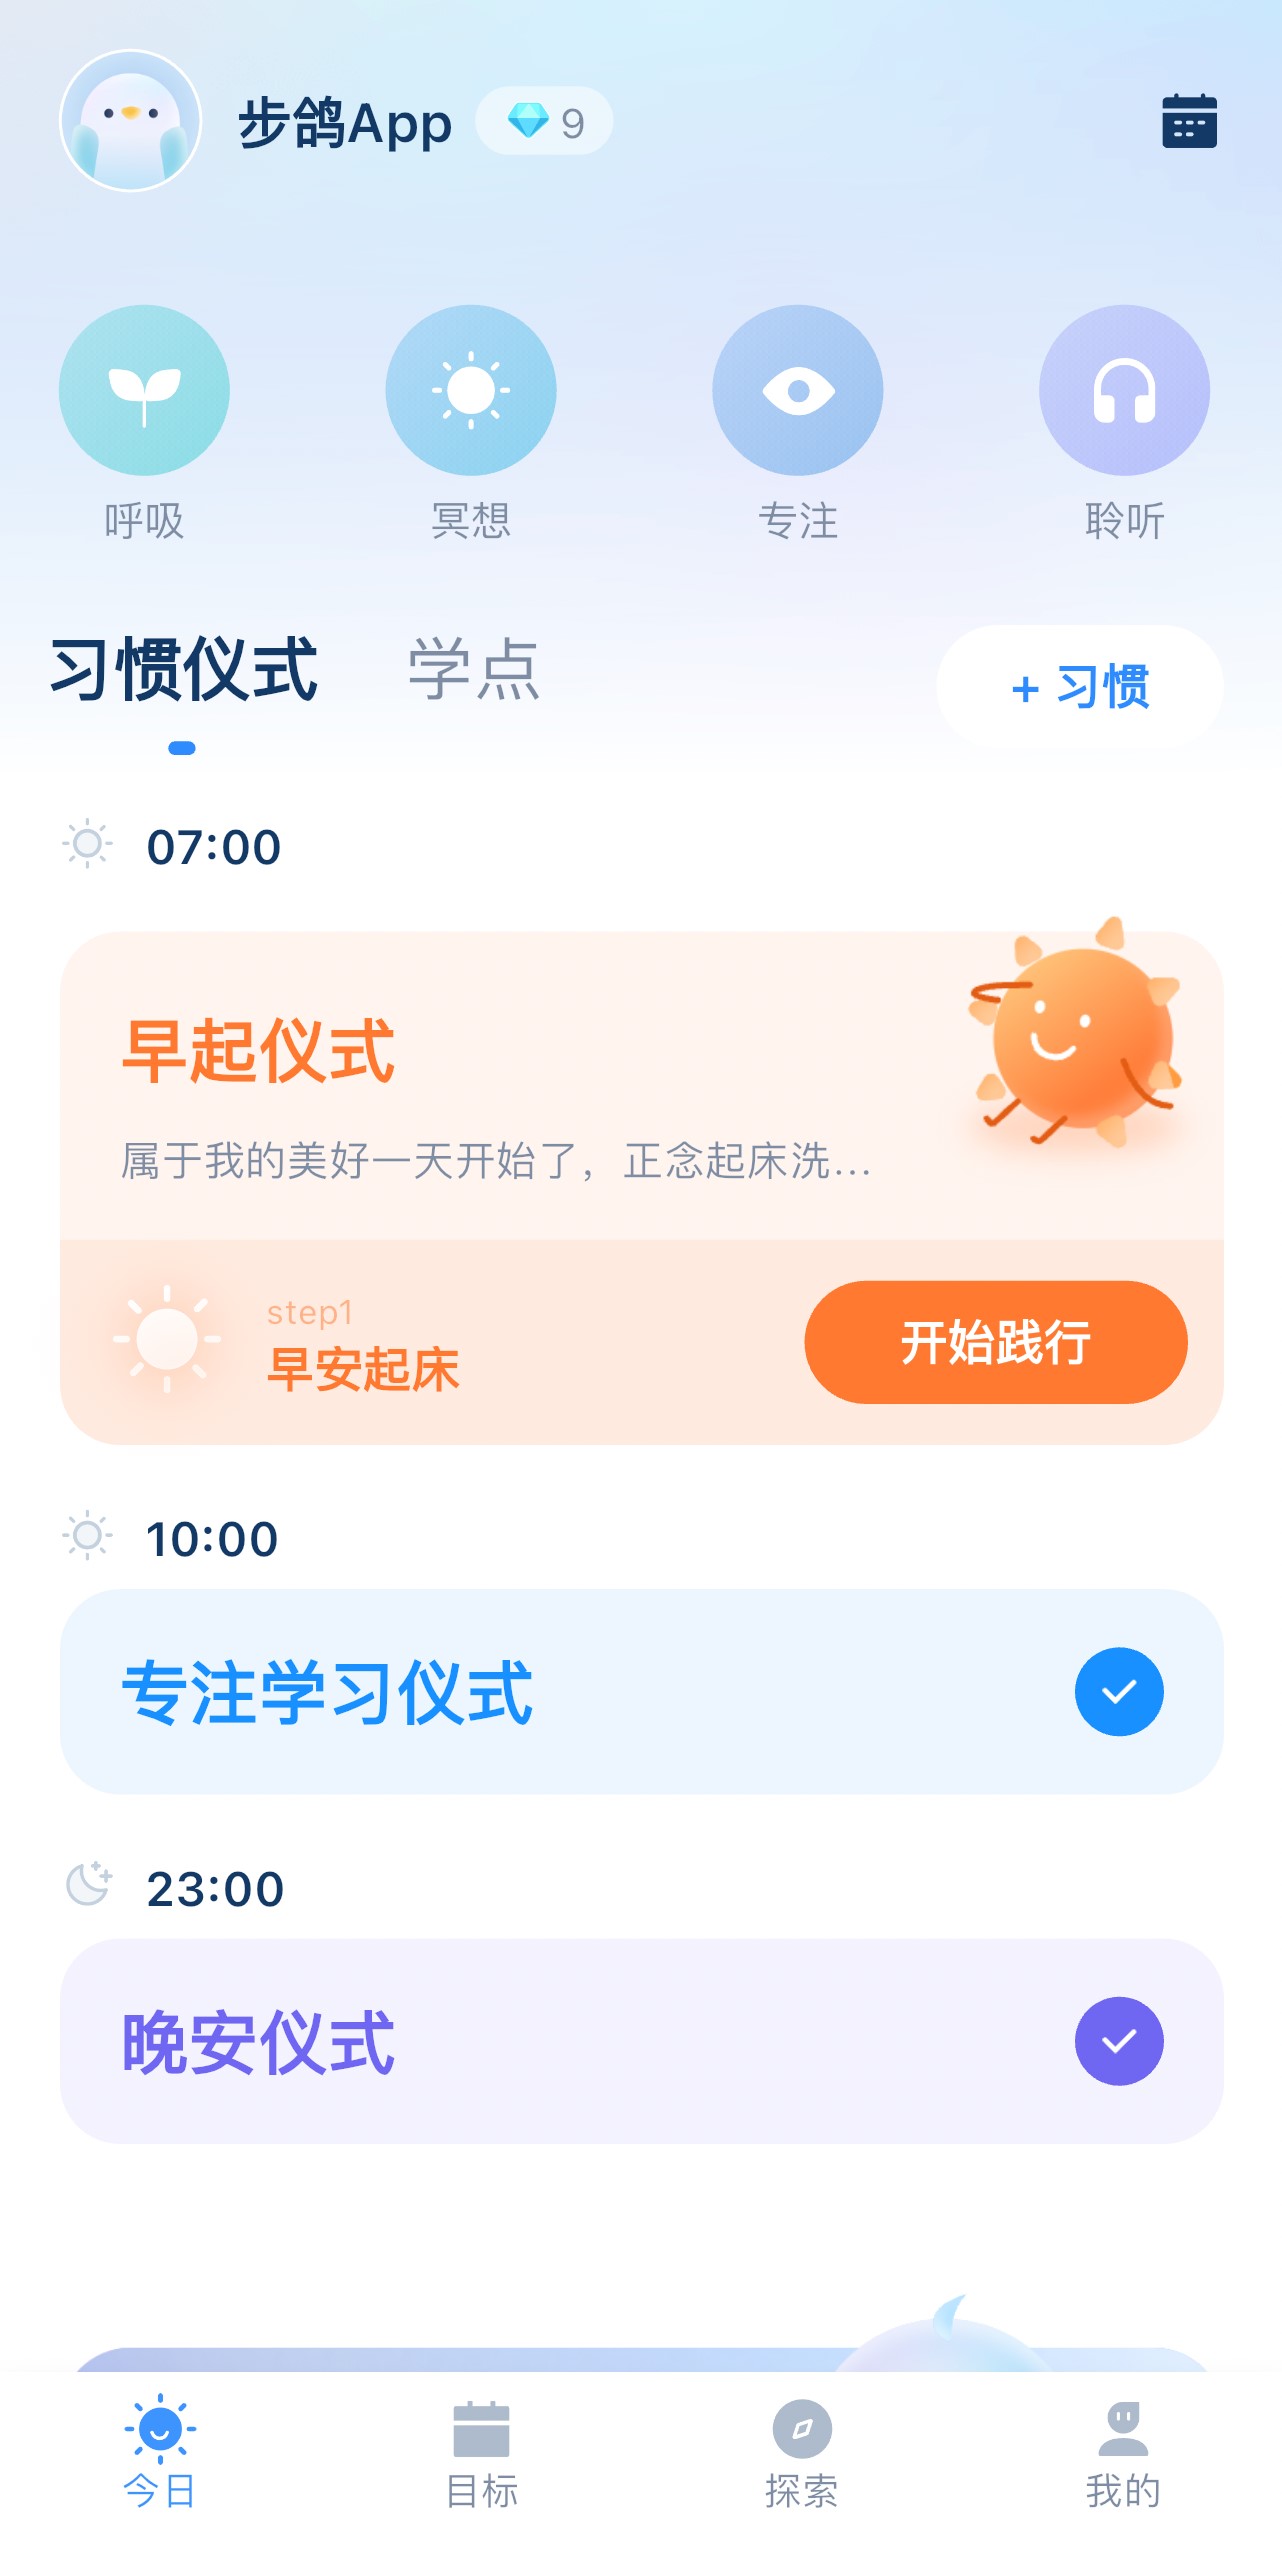 步鸽App 9
呼吸 冥想 专注 聆听
习惯仪式 学点 + 习惯
07:00
早起仪式
属于我的美好一天开始了，正念起床洗...
step1
早安起床
开始践行
10:00
专注学习仪式
23:00
晚安仪式
今日 目标 探索 我的